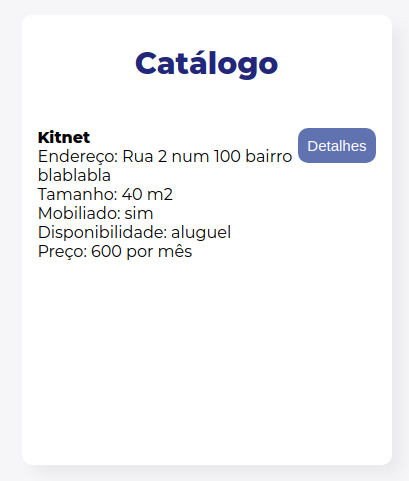 Catálogo
Kitnet
Detalhes
Endereço: Rua 2 num 100 bairro
blablabla
Tamanho: 40 m2
Mobiliado: sim
Disponibilidade: aluguel
Preço: 600 por mês